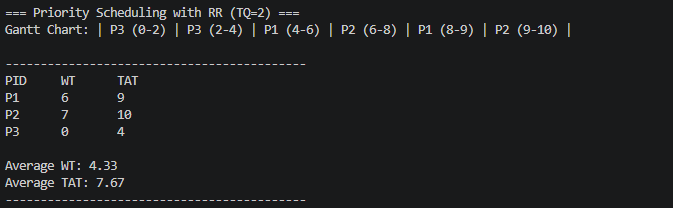 === Priority Scheduling with RR (TQ=2) ===
Gantt Chart: | P3 (0-2) | P3 (2-4) | P1 (4-6) | P2 (6-8) | P1 (8-9) | P2 (9-10) |
-------------------------------------------
PID WT TAT
P1 6 9
P2 7 10
P3 0 4
Average WT: 4.33
Average TAT: 7.67
-------------------------------------------